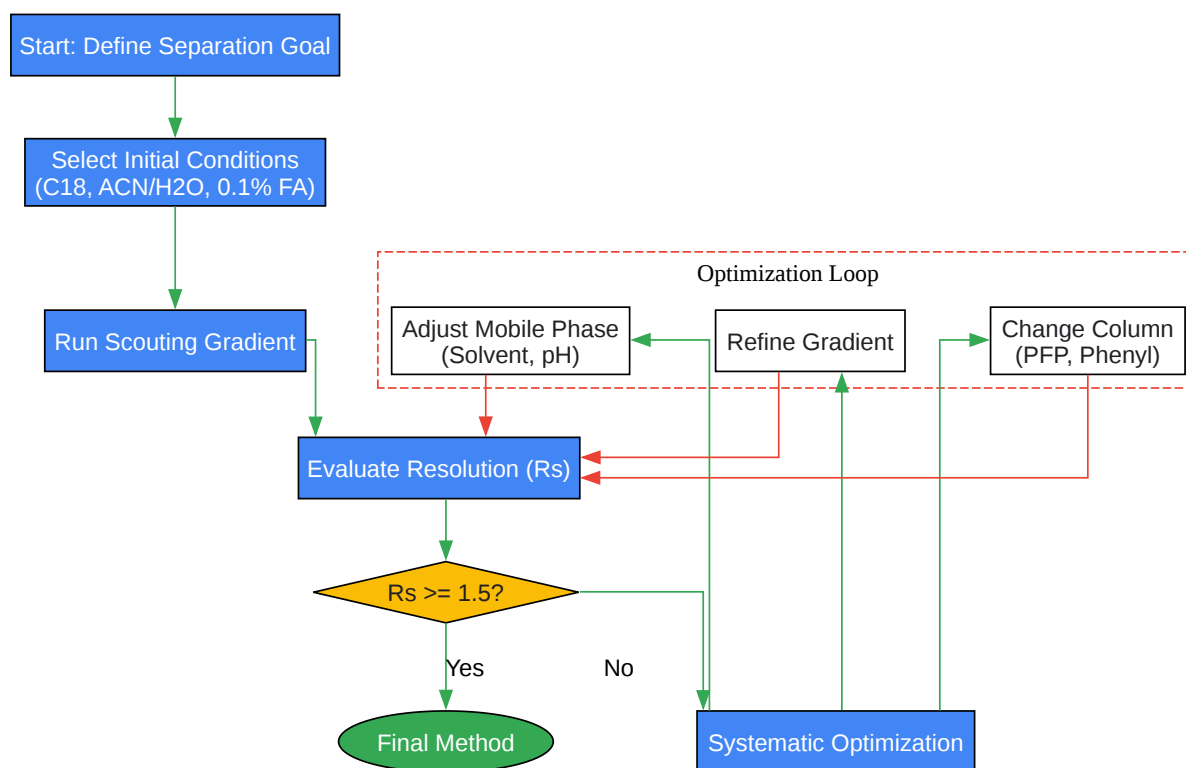 Start: Define Separation Goal
Select Initial Conditions
(C18, ACN/H2O, 0.1% FA)
Optimization Loop
Run Scouting Gradient
Adjust Mobile Phase
(Solvent, pH)
Refine Gradient
Change Column
(PFP, Phenyl)
Evaluate Resolution (Rs)
Rs >= 1.5?
Yes
No
Final Method
Systematic Optimization